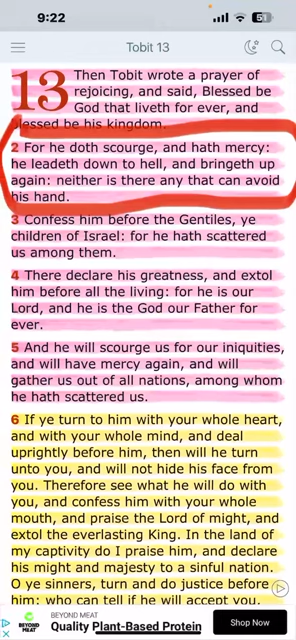 9:22
51
Tobit 13
13 Then Tobit wrote a prayer of
rejoicing, and said, Blessed be
God that liveth for ever, and
blessed be his kingdom.
2 For he doth scourge, and hath mercy:
he leadeth down to hell, and bringeth up
again: neither is there any that can avoid
his hand.
3 Confess him before the Gentiles, ye
children of Israel: for he hath scattered
us among them.
4 There declare his greatness, and extol
him before all the living: for he is our
Lord, and he is the God our Father for
ever.
5 And he will scourge us for our iniquities,
and will have mercy again, and will
gather us out of all nations, among whom
he hath scattered us.
6 If ye turn to him with your whole heart,
and with your whole mind, and deal
uprightly before him, then will he turn
unto you, and will not hide his face from
you. Therefore see what he will do with
you, and confess him with your whole
mouth, and praise the Lord of might, and
extol the everlasting King. In the land of
my captivity do I praise him, and declare
his might and majesty to a sinful nation.
O ye sinners, turn and do justice before
him: who can tell if he will accept you,
BEYOND MEAT
BEYOND MEAT
Quality Plant-Based Protein
Shop Now